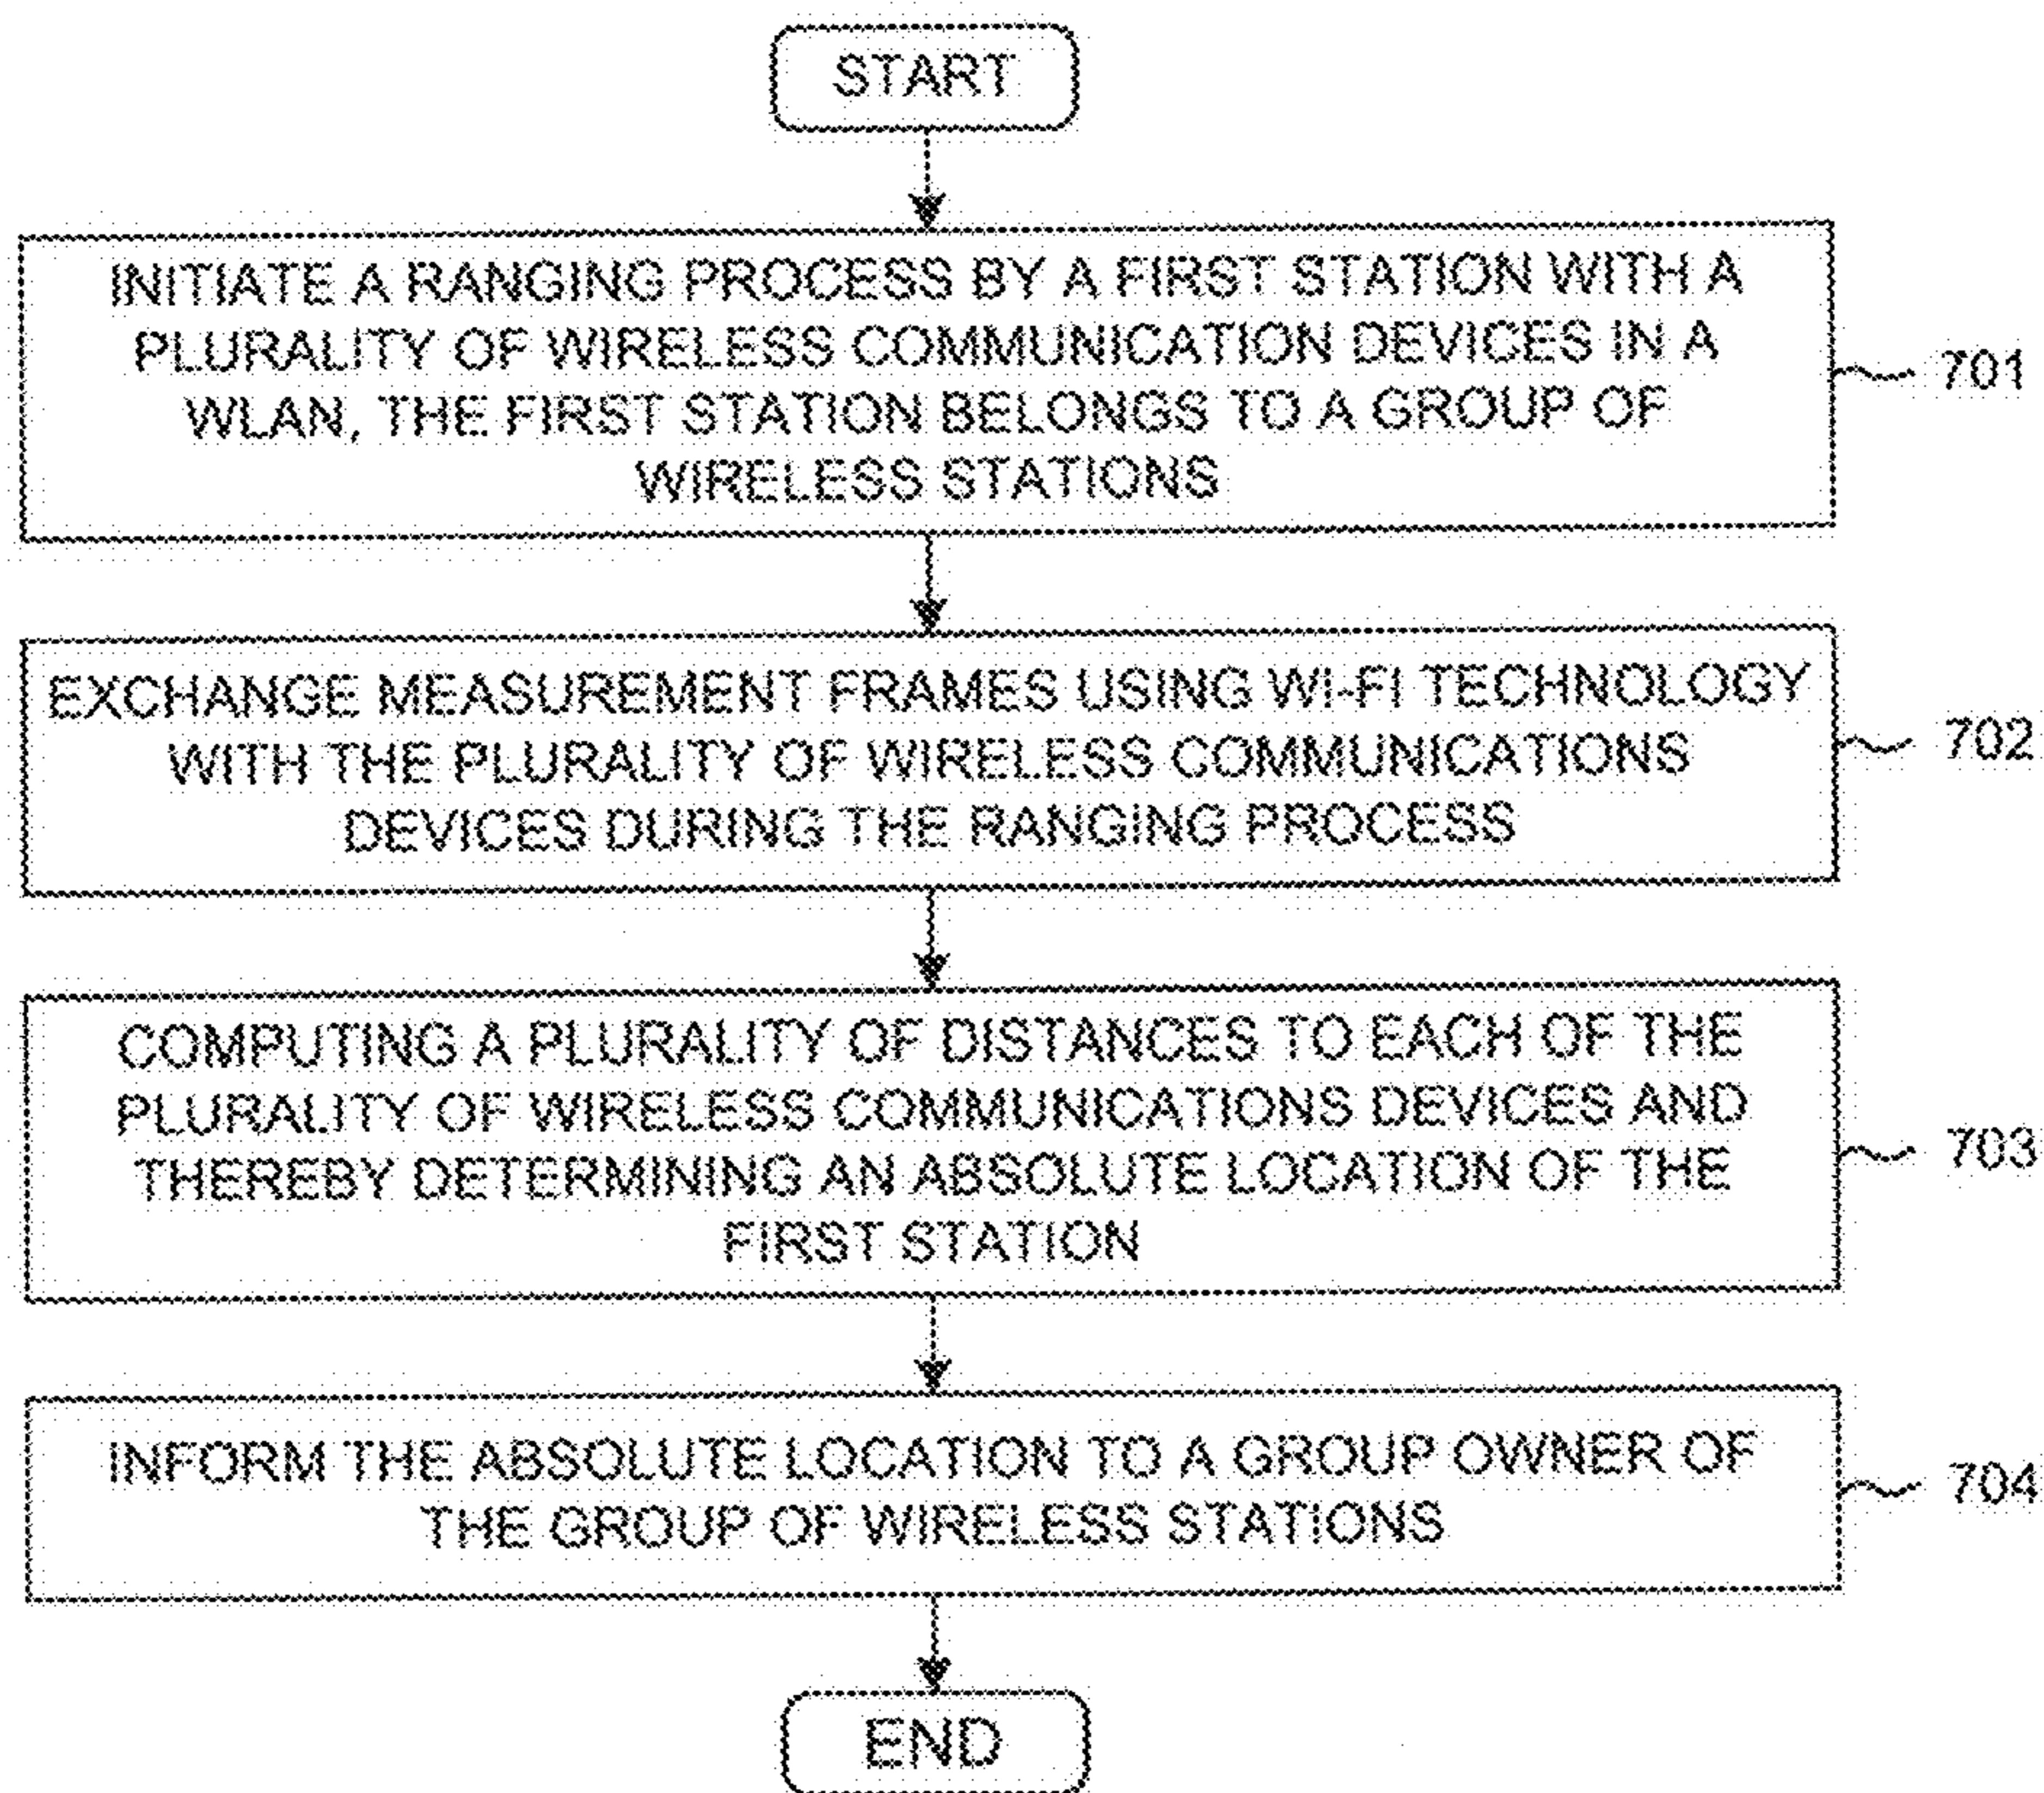 START
INITIATE A RANGING PROCESS BY A FIRST STATION WITH A
PLURALITY OF WIRELESS COMMUNICATION DEVICES IN A
WLAN, THE FIRST STATION BELONGS TO A GROUP OF
WIRELESS STATIONS
701
EXCHANGE MEASUREMENT FRAMES USING WI-FI TECHNOLOGY
WITH THE PLURALITY OF WIRELESS COMMUNICATIONS
DEVICES DURING THE RANGING PROCESS
702
COMPUTING A PLURALITY OF DISTANCES TO EACH OF THE
PLURALITY OF WIRELESS COMMUNICATIONS DEVICES AND
THEREBY DETERMINING AN ABSOLUTE LOCATION OF THE
FIRST STATION
703
INFORM THE ABSOLUTE LOCATION TO A GROUP OWNER OF
THE GROUP OF WIRELESS STATIONS
704
END